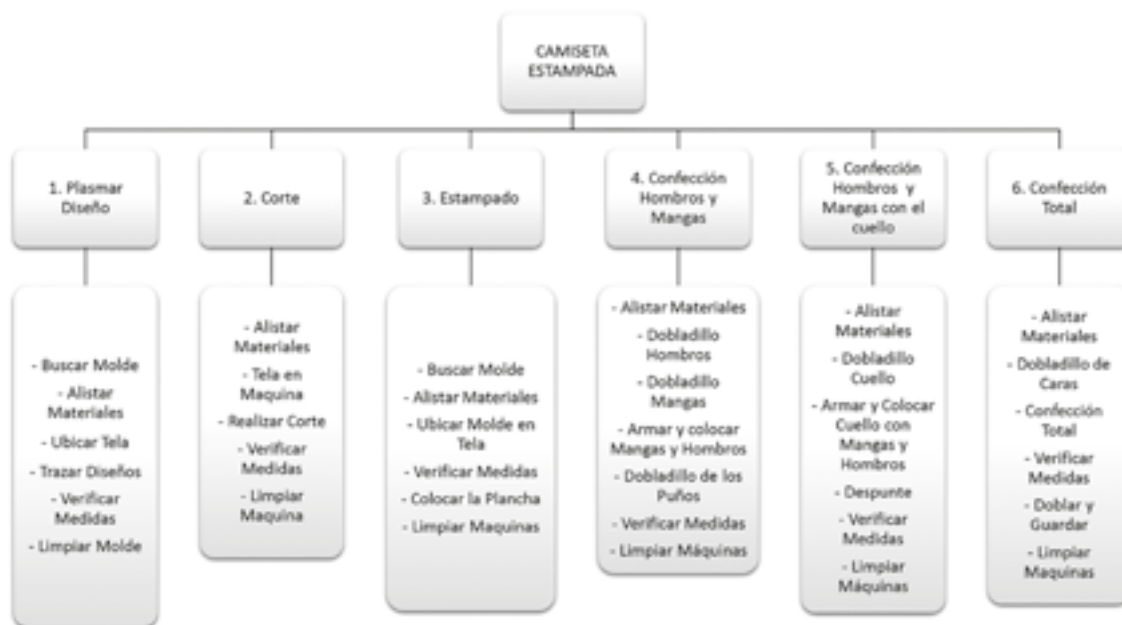 CAMISETA
ESTAMPADA
1. Plasmar
Diseño
2. Corte
3. Estampado
4. Confección
Hombros y
Mangas
5. Confección
Hombros y
Mangas con el
cuello
6. Confección
Total
- Buscar Molde
- Alistar
Materiales
- Ubicar Tela
- Trazar Diseños
- Verificar
Medidas
- Limpiar Molde
- Alistar
Materiales
- Tela en
Maquina
- Realizar Corte
- Verificar
Medidas
- Limpiar
Maquina
- Buscar Molde
- Alistar Materiales
- Ubicar Molde en
Tela
- Verificar Medidas
- Colocar la Plancha
- Limpiar Maquinas
- Alistar Materiales
- Dobladillo
Hombros
- Dobladillo
Mangas
- Armar y colocar
Mangas y Hombros
- Dobladillo de los
Puños
- Verificar Medidas
- Limpiar Máquinas
- Alistar
Materiales
- Dobladillo
Cuello
- Armar y Colocar
Cuello con
Mangas y
Hombros
- Despunte
- Verificar
Medidas
- Limpiar
Máquinas
- Alistar
Materiales
- Dobladillo de
Caras
- Confección
Total
- Verificar
Medidas
- Doblar y
Guardar
- Limpiar
Maquinas